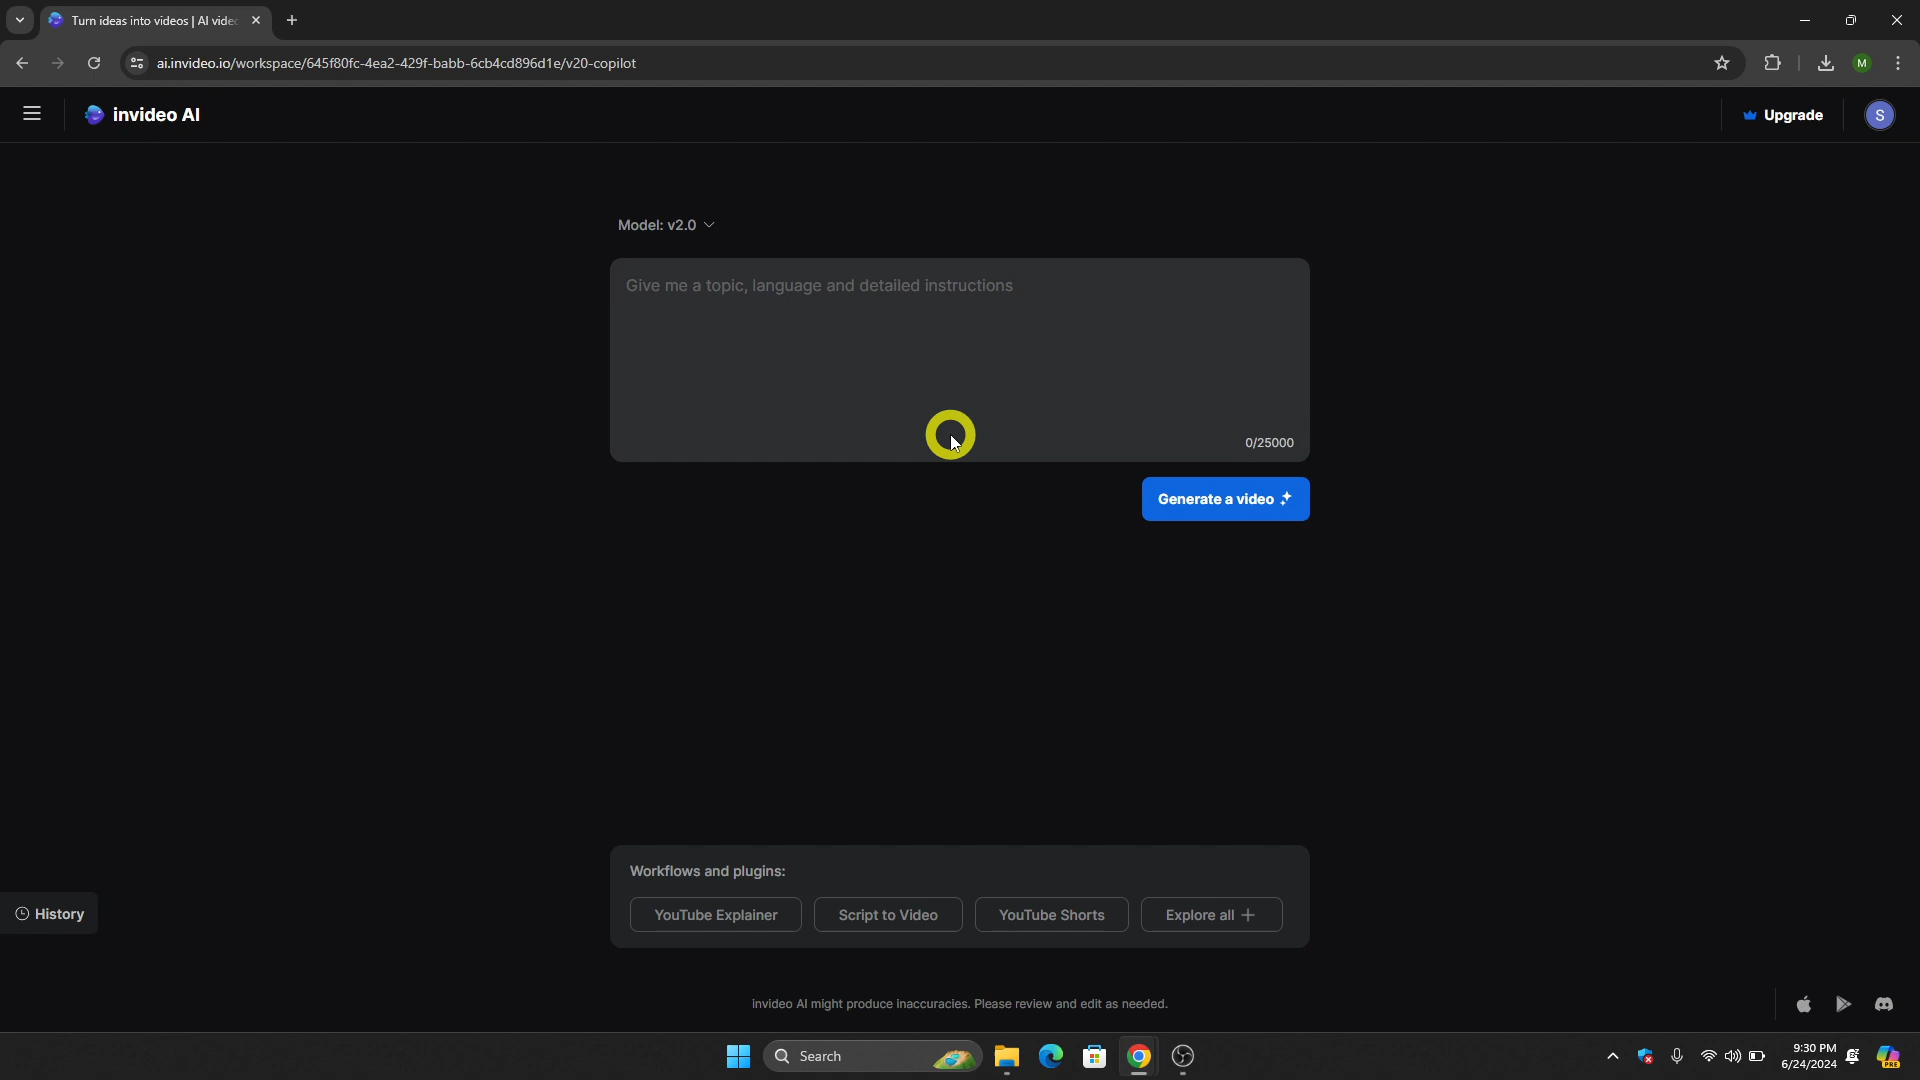 Turn ideas into videos | AI vide
ai.invideo.io/workspace/645f80fc-4ea2-429f-babb-6cb4cd896d1e/v20-copilot
M
invideo AI
Upgrade
S
Model: v2.0
Give me a topic, language and detailed instructions
0/25000
Generate a video
Workflows and plugins:
YouTube Explainer
Script to Video
YouTube Shorts
Explore all
History
invideo AI might produce inaccuracies. Please review and edit as needed.
Search
9:30 PM
6/24/2024
PRE